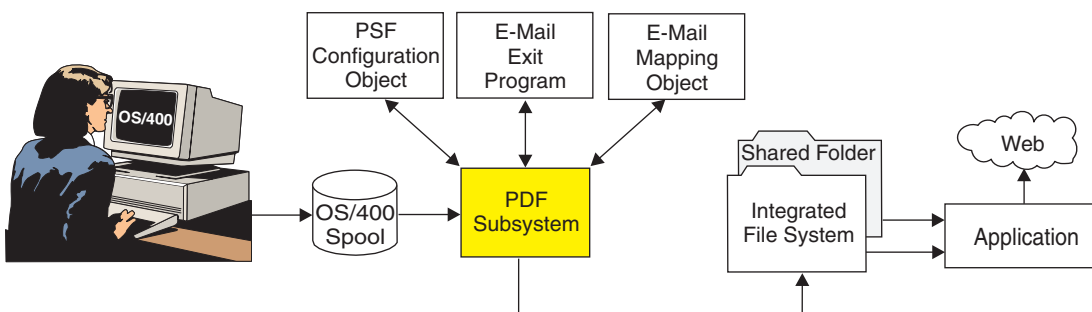 PSF
Configuration
Object
E-Mail
Exit
Program
E-Mail
Mapping
Object
OS/400
OS/400
Spool
PDF
Subsystem
Shared Folder
Integrated
File System
Web
Application